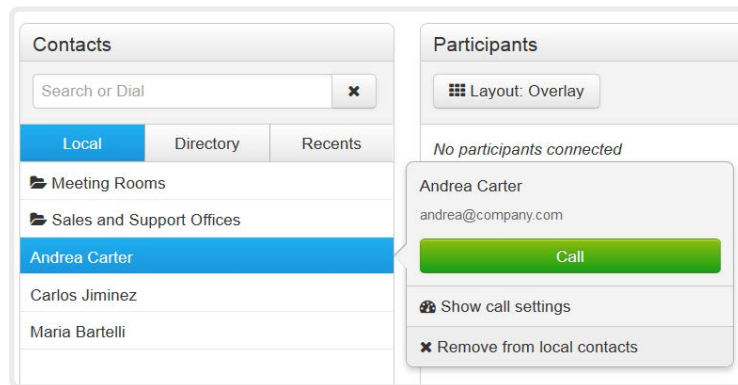 Contacts
Search or Dial
Local Directory Recents
Meeting Rooms
Sales and Support Offices
Andrea Carter
Carlos Jiminez
Maria Bartelli
Participants
Layout: Overlay
No participants connected
Andrea Carter
andrea@company.com
Call
Show call settings
Remove from local contacts